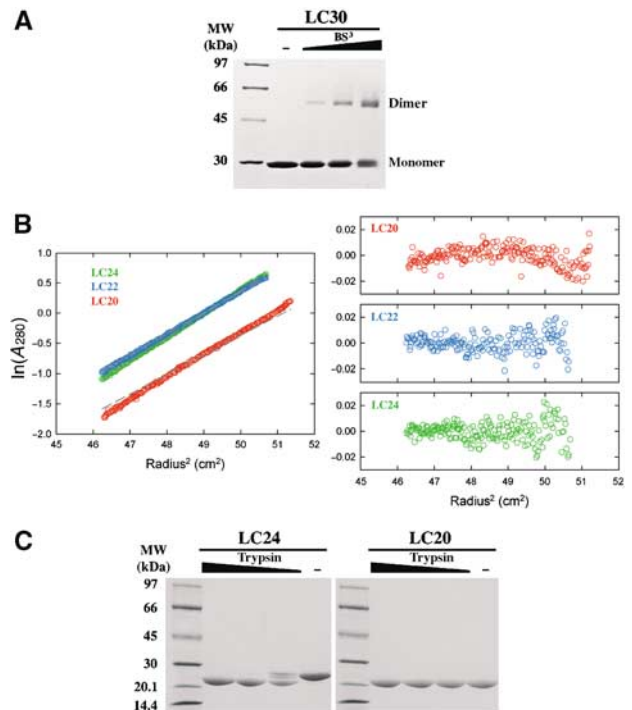 A
LC30
MW
(kDa)
–
BS³
97
66
45
30
Dimer
Monomer
B
1.0
0.5
0.0
-0.5
-1.0
-1.5
-2.0
LC24
LC22
LC20
ln(A280)
45 46 47 48 49 50 51 52
Radius² (cm²)
LC20
0.02
0.00
-0.02
LC22
0.02
0.00
-0.02
LC24
0.02
0.00
-0.02
45 46 47 48 49 50 51 52
Radius² (cm²)
C
LC24 LC20
MW
(kDa)
Trypsin – Trypsin –
97
66
45
30
20.1
14.4